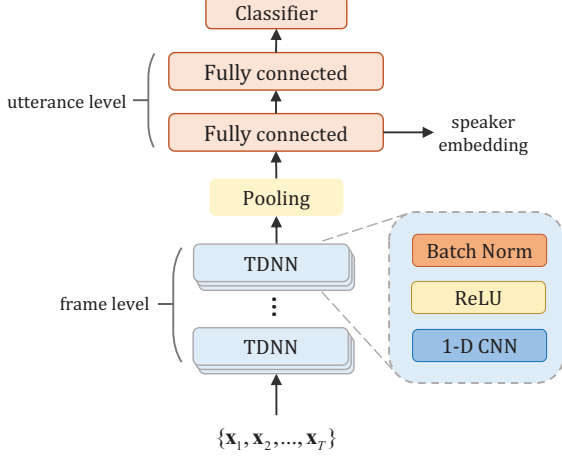 Classifier
Fully connected
utterance level
Fully connected
speaker
embedding
Pooling
TDNN
Batch Norm
frame level
ReLU
TDNN
1-D CNN
{x₁, x₂,..., x_T}